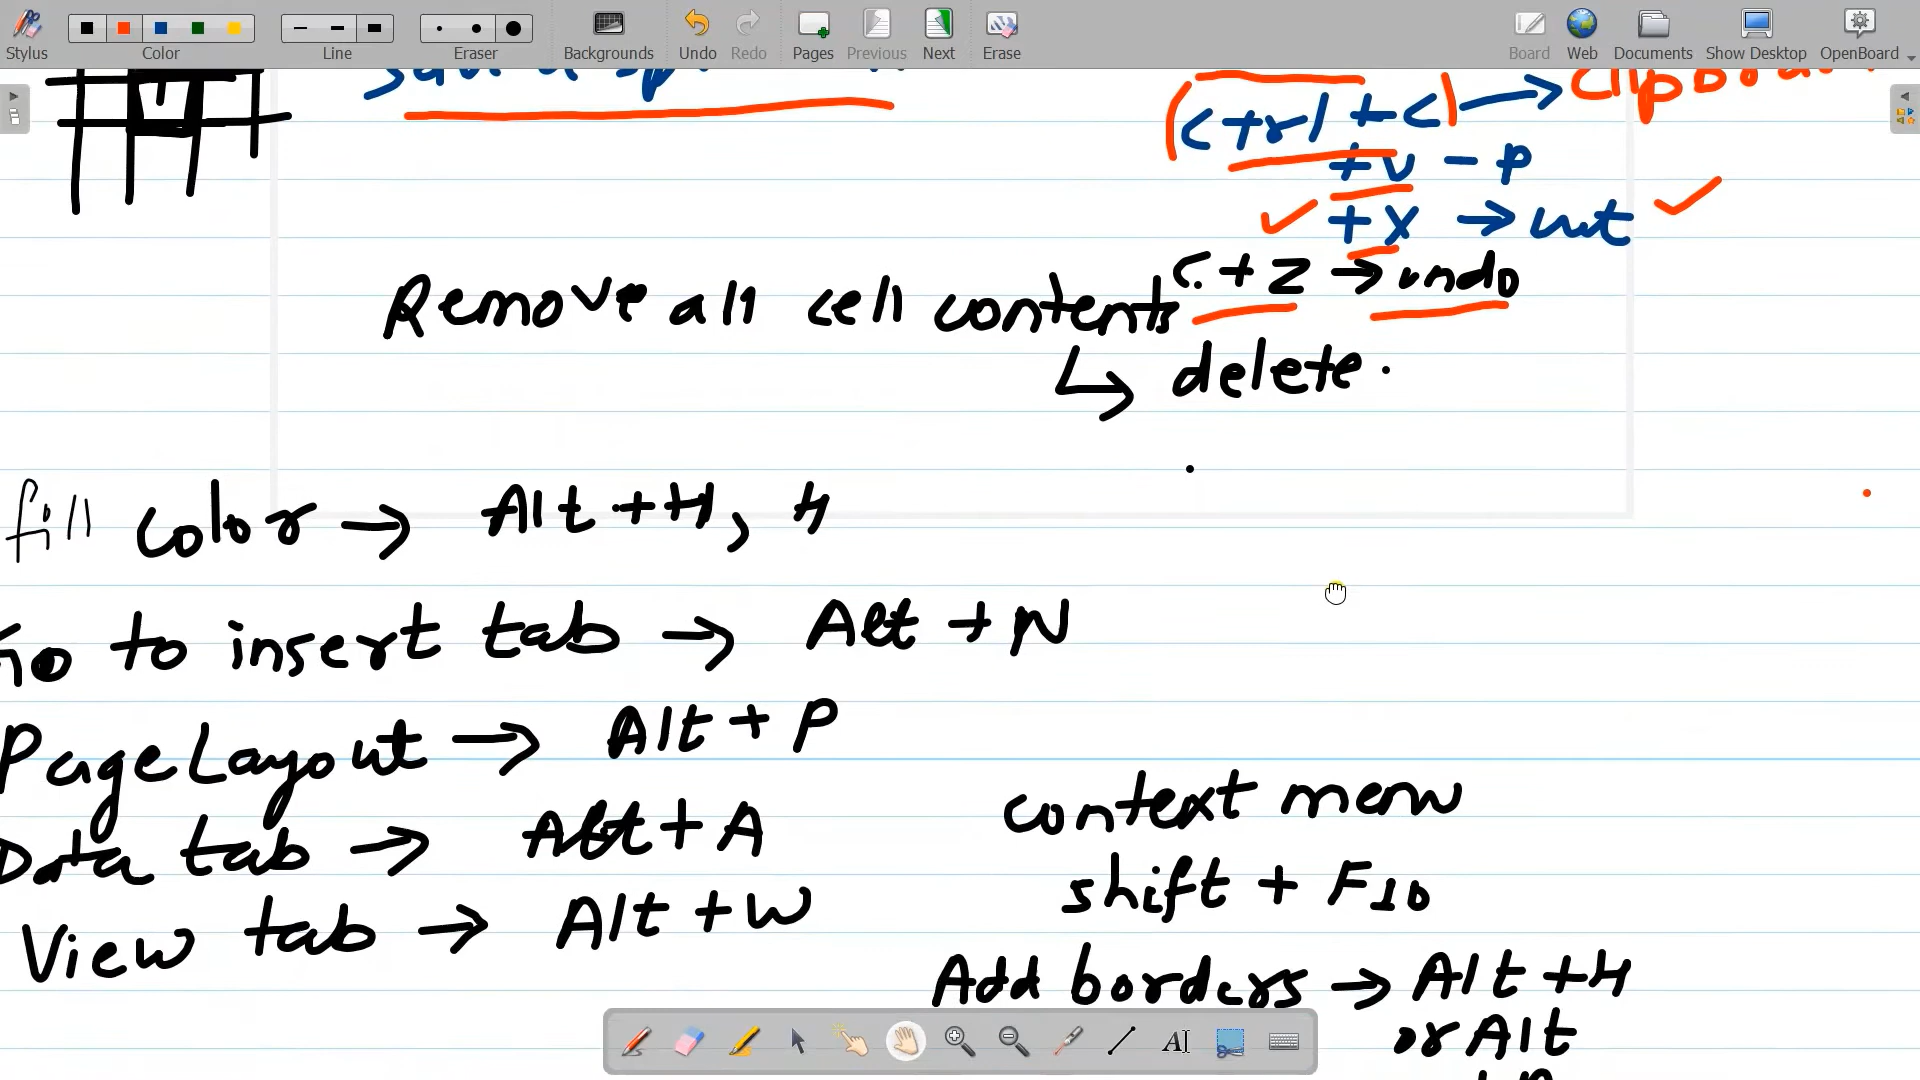 Stylus
Color
Line
Eraser
Backgrounds
Undo
Redo
Pages
Previous
Next
Erase
Board
Web
Documents
Show Desktop
OpenBoard
(Ctrl + C) → clipboar
+ V - P
+ X → cut
C + Z → undo
Remove all cell contents
↳ delete.
fill color → Alt + H, H
Go to insert tab → Alt + N
PageLayout → Alt + P
Data tab → Alt + A
View tab → Alt + W
context menu
shift + F10
Add borders → Alt + H
or Alt
AI